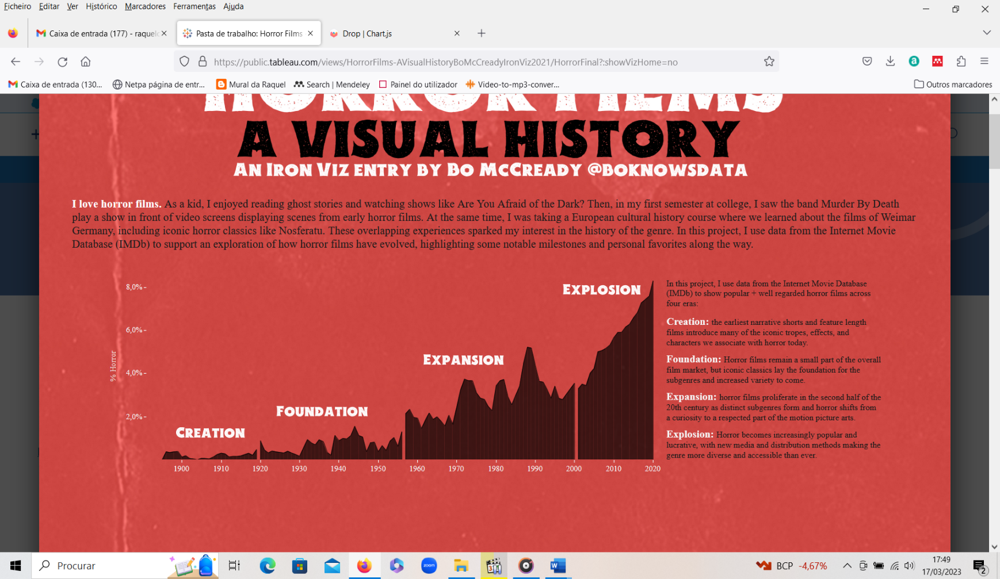 Ficheiro Editar Ver Histórico Marcadores Ferramentas Ajuda
Caixa de entrada (177) - raquelc
Pasta de trabalho: Horror Films
Drop | Chart.js
https://public.tableau.com/views/HorrorFilms-AVisualHistoryBoMcCreadyIronViz2021/HorrorFinal?:showVizHome=no
Caixa de entrada (130...
Netpa página de entr...
Mural da Raquel
Search | Mendeley
Painel do utilizador
Video-to-mp3-conver...
Outros marcadores
HORROR FILMS
A VISUAL HISTORY
An Iron Viz entry by Bo McCready @boknowsdata
I love horror films. As a kid, I enjoyed reading ghost stories and watching shows like Are You Afraid of the Dark? Then, in my first semester at college, I saw the band Murder By Death
play a show in front of video screens displaying scenes from early horror films. At the same time, I was taking a European cultural history course where we learned about the films of Weimar
Germany, including iconic horror classics like Nosferatu. These overlapping experiences sparked my interest in the history of the genre. In this project, I use data from the Internet Movie
Database (IMDb) to support an exploration of how horror films have evolved, highlighting some notable milestones and personal favorites along the way.
8,0%
6,0%
4,0%
2,0%
% Horror
Creation
Foundation
Expansion
Explosion
1900 1910 1920 1930 1940 1950 1960 1970 1980 1990 2000 2010 2020
In this project, I use data from the Internet Movie Database
(IMDb) to show popular + well regarded horror films across
four eras:
Creation: the earliest narrative shorts and feature length
films introduce many of the iconic tropes, effects, and
characters we associate with horror today.
Foundation: Horror films remain a small part of the overall
film market, but iconic classics lay the foundation for the
subgenres and increased variety to come.
Expansion: horror films proliferate in the second half of the
20th century as distinct subgenres form and horror shifts from
a curiosity to a respected part of the motion picture arts.
Explosion: Horror becomes increasingly popular and
lucrative, with new media and distribution methods making the
genre more diverse and accessible than ever.
Procurar
zoom
BCP -4,67%
17:49
17/03/2023
2